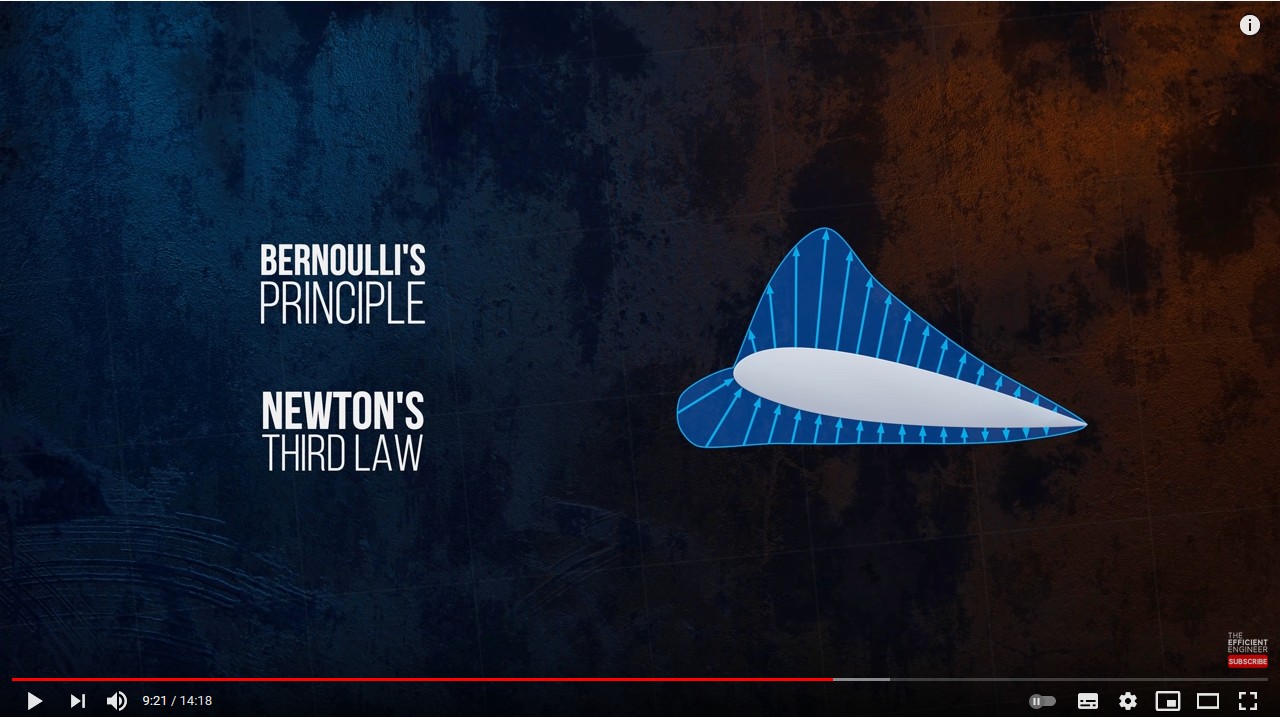 BERNOULLI'S
PRINCIPLE
NEWTON'S
THIRD LAW
THE
EFFICIENT
ENGINEER
SUBSCRIBE
9:21 / 14:18